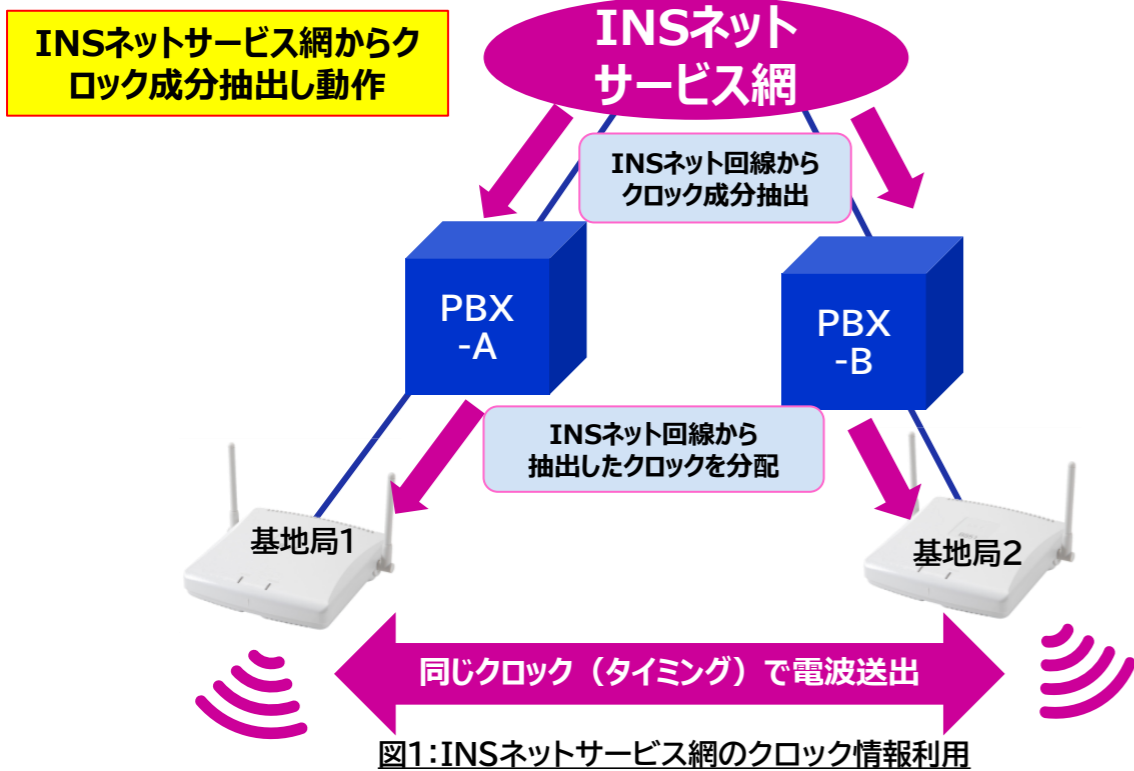 INSネットサービス網からク
ロック成分抽出し動作
INSネット
サービス網
INSネット回線から
クロック成分抽出
PBX
-A
PBX
-B
INSネット回線から
抽出したクロックを分配
基地局1
基地局2
同じクロック（タイミング）で電波送出
図1:INSネットサービス網のクロック情報利用